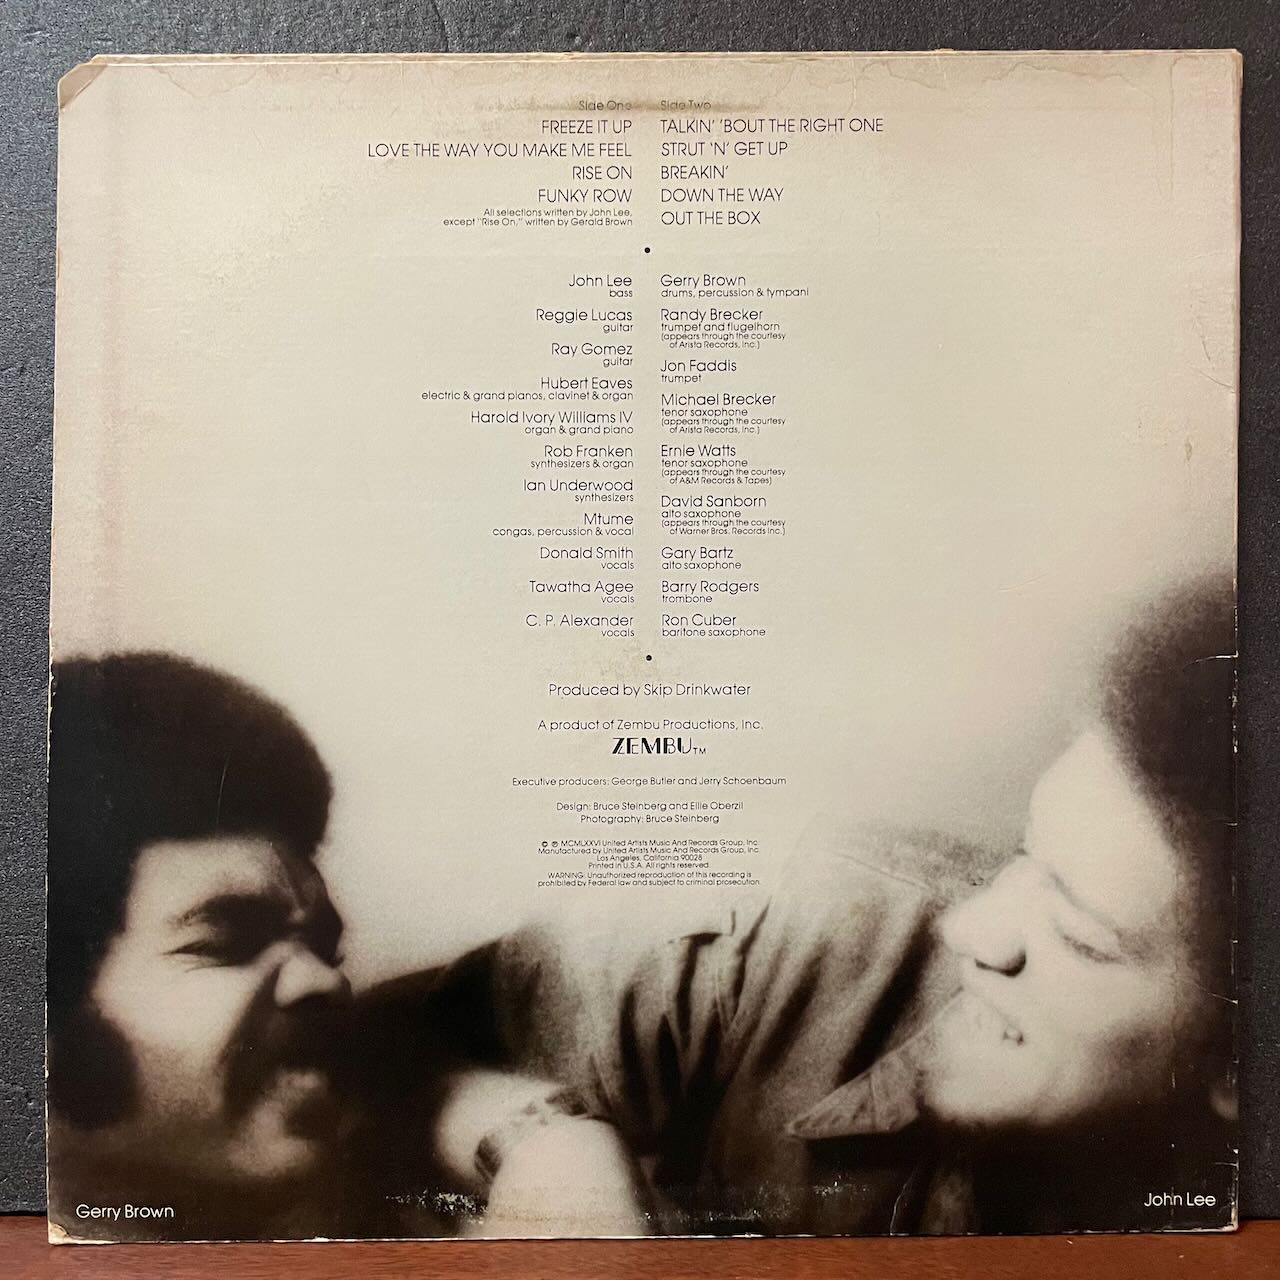 Side One
FREEZE IT UP
LOVE THE WAY YOU MAKE ME FEEL
RISE ON
FUNKY ROW
All selections written by John Lee,
except "Rise On," written by Gerald Brown
Side Two
TALKIN' 'BOUT THE RIGHT ONE
STRUT 'N' GET UP
BREAKIN'
DOWN THE WAY
OUT THE BOX
John Lee
bass
Reggie Lucas
guitar
Ray Gomez
guitar
Hubert Eaves
electric & grand pianos, clavinet & organ
Harold Ivory Williams IV
organ & grand piano
Rob Franken
synthesizers & organ
Ian Underwood
synthesizers
Mtume
congas, percussion & vocal
Donald Smith
vocals
Tawatha Agee
vocals
C. P. Alexander
vocals
Gerry Brown
drums, percussion & tympani
Randy Brecker
trumpet and flugelhorn
(appears through the courtesy
of Arista Records, Inc.)
Jon Faddis
trumpet
Michael Brecker
tenor saxophone
(appears through the courtesy
of Arista Records, Inc.)
Ernie Watts
tenor saxophone
(appears through the courtesy
of A&M Records & Tapes)
David Sanborn
alto saxophone
(appears through the courtesy
of Warner Bros. Records Inc.)
Gary Bartz
alto saxophone
Barry Rodgers
trombone
Ron Cuber
baritone saxophone
Produced by Skip Drinkwater
A product of Zembu Productions, Inc.
ZEMBU™
Executive producers: George Butler and Jerry Schoenbaum
Design: Bruce Steinberg and Ellie Oberzil
Photography: Bruce Steinberg
© ℗ MCMLXXVI United Artists Music And Records Group, Inc.
Manufactured by United Artists Music And Records Group, Inc.
Los Angeles, California 90028
Printed in U.S.A. All rights reserved.
WARNING: Unauthorized reproduction of this recording is
prohibited by Federal law and subject to criminal prosecution.
Gerry Brown
John Lee